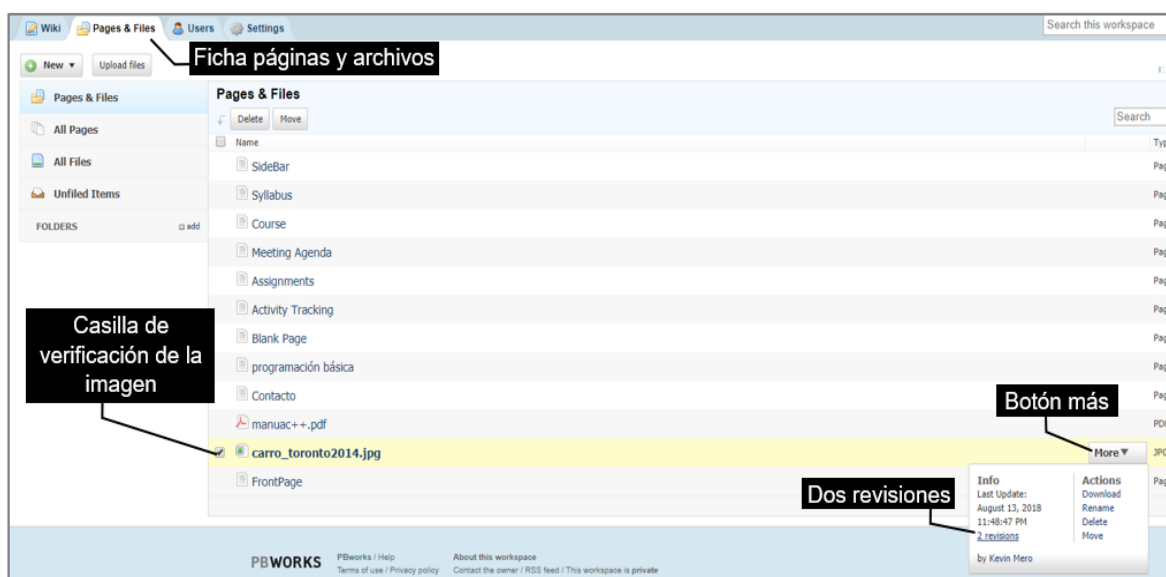 Wiki Pages & Files Users Settings Search this workspace
Ficha páginas y archivos
New ▼ Upload files
Pages & Files
All Pages
All Files
Unfiled Items
FOLDERS add
Pages & Files
Delete Move Search
Name
SideBar
Syllabus
Course
Meeting Agenda
Assignments
Activity Tracking
Blank Page
programación básica
Contacto
manuac++.pdf
carro_toronto2014.jpg More ▼
FrontPage
Casilla de
verificación de la
imagen
Botón más
Dos revisiones
Info
Last Update:
August 13, 2018
11:48:47 PM
2 revisions
by Kevin Mero
Actions
Download
Rename
Delete
Move
PBWORKS
PBworks / Help
Terms of use / Privacy policy
About this workspace
Contact the owner / RSS feed / This workspace is private